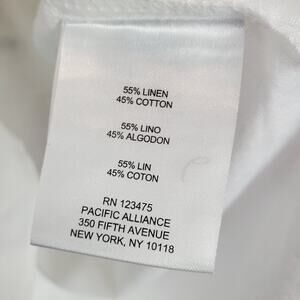 55% LINEN
45% COTTON
55% LINO
45% ALGODON
55% LIN
45% COTON
RN 123475
PACIFIC ALLIANCE
350 FIFTH AVENUE
NEW YORK, NY 10118